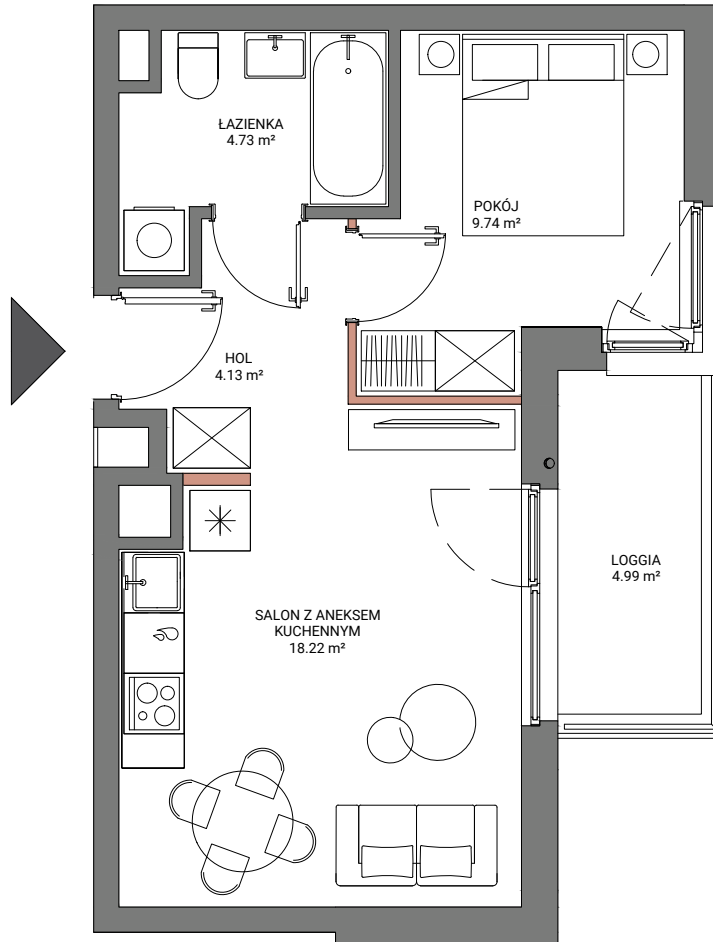 ŁAZIENKA
4.73 m²
POKÓJ
9.74 m²
HOL
4.13 m²
LOGGIA
4.99 m²
SALON Z ANEKSEM
KUCHENNYM
18.22 m²